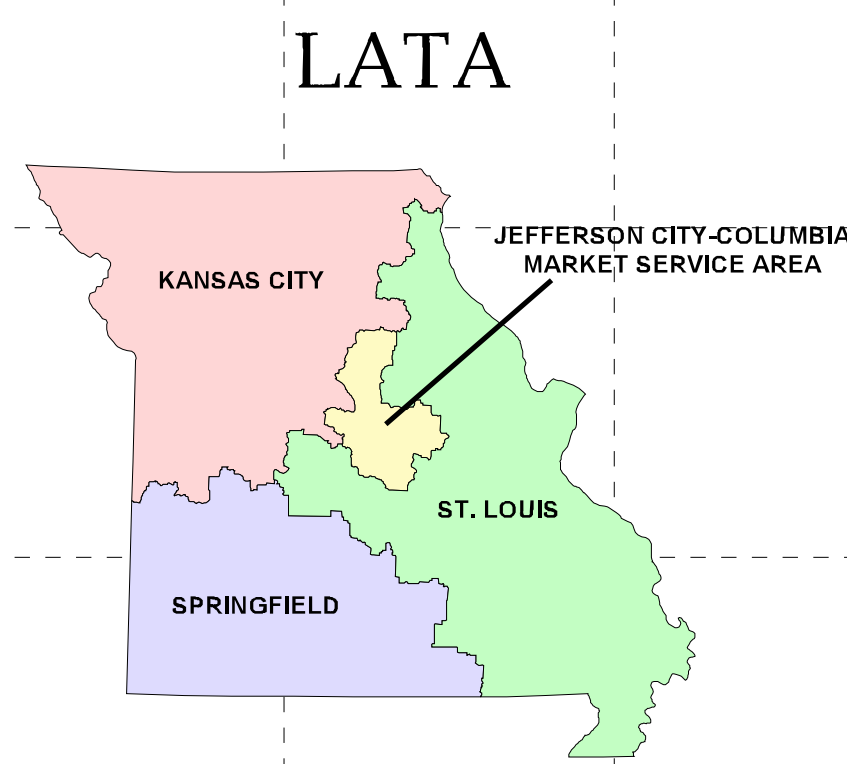 LATA
JEFFERSON CITY-COLUMBIA
MARKET SERVICE AREA
KANSAS CITY
ST. LOUIS
SPRINGFIELD